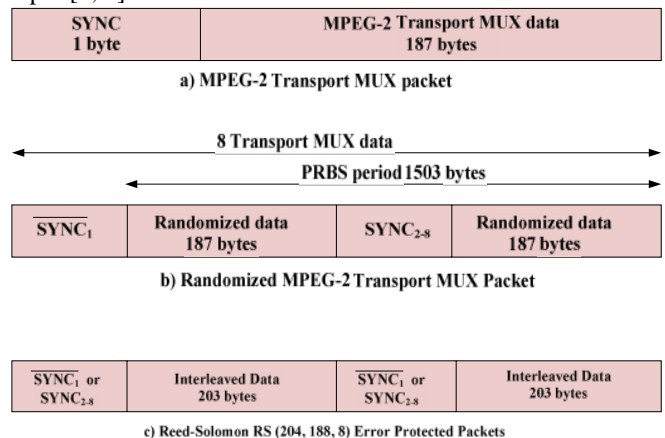 SYNC
1 byte
MPEG-2 Transport MUX data
187 bytes
a) MPEG-2 Transport MUX packet
8 Transport MUX data
PRBS period 1503 bytes
SYNC₁
Randomized data
187 bytes
SYNC₂₋₈
Randomized data
187 bytes
b) Randomized MPEG-2 Transport MUX Packet
SYNC₁ or
SYNC₂₋₈
Interleaved Data
203 bytes
SYNC₁ or
SYNC₂₋₈
Interleaved Data
203 bytes
c) Reed-Solomon RS (204, 188, 8) Error Protected Packets